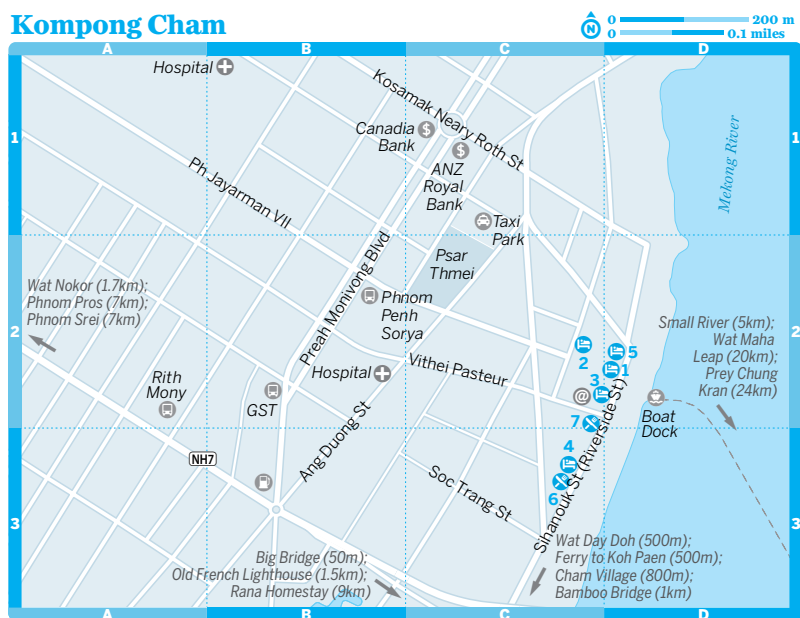 Kompong Cham
N
0 200 m
0 0.1 miles
A B C D
1 1
2 2
3 3
A B C D
Hospital
Kosamak Neary Roth St
Canadia
Bank
ANZ
Royal
Bank
Mekong River
Ph Jayarman VII
Taxi
Park
Psar
Thmei
Preah Monivong Blvd
Wat Nokor (1.7km);
Phnom Pros (7km);
Phnom Srei (7km)
Phnom
Penh
Sorya
Small River (5km);
Wat Maha
Leap (20km);
Prey Chung
Kran (24km)
2
5
1
3
@
7
4
6
Vithei Pasteur
Hospital
Rith
Mony
GST
Boat
Dock
Ang Duong St
NH7
Soc Trang St
Sihanouk St (Riverside St)
Big Bridge (50m);
Old French Lighthouse (1.5km);
Rana Homestay (9km)
Wat Day Doh (500m);
Ferry to Koh Paen (500m);
Cham Village (800m);
Bamboo Bridge (1km)